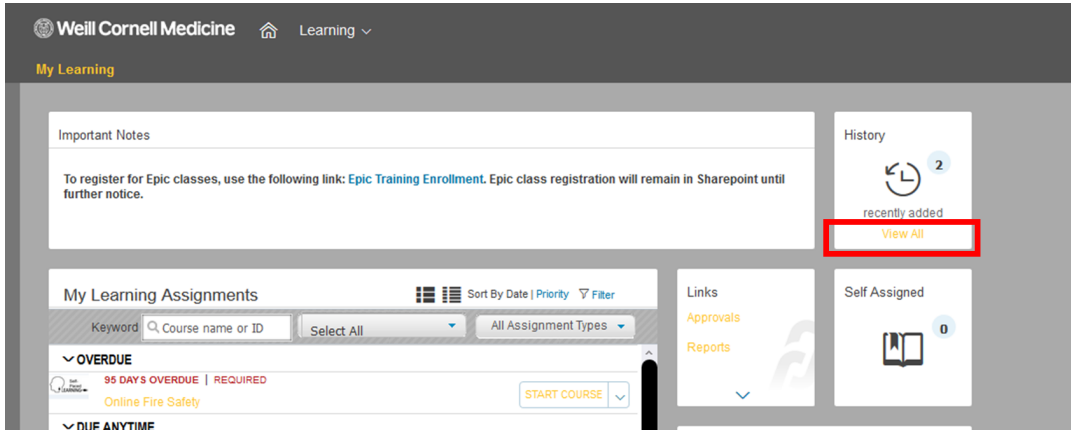 Weill Cornell Medicine
Learning
My Learning
Important Notes
To register for Epic classes, use the following link: Epic Training Enrollment. Epic class registration will remain in Sharepoint until
further notice.
History
2
recently added
View All
My Learning Assignments
Sort By Date | Priority Filter
Keyword Course name or ID Select All All Assignment Types
OVERDUE
95 DAYS OVERDUE | REQUIRED
Online Fire Safety
START COURSE
DUE ANYTIME
Links
Approvals
Reports
Self Assigned
0